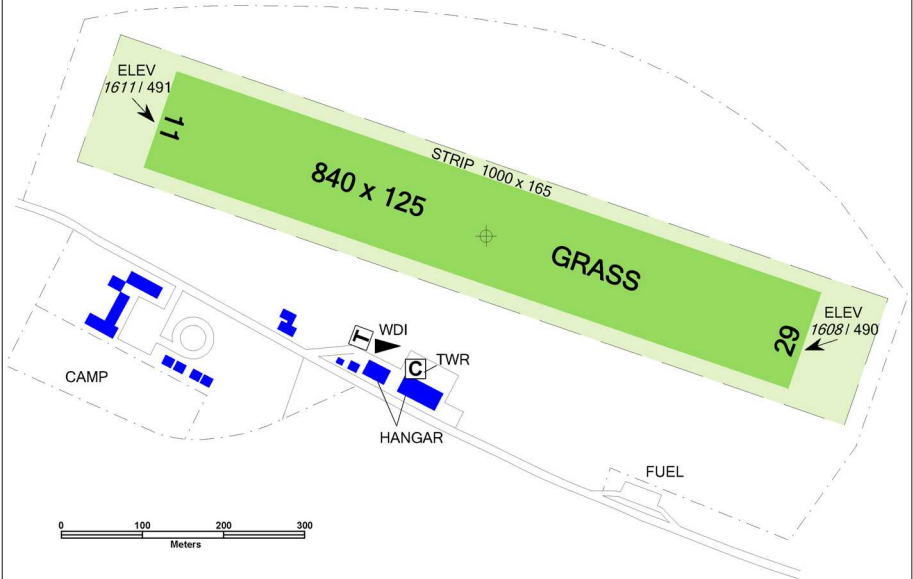 ELEV
1611 / 491
11
STRIP 1000 x 165
840 x 125
GRASS
ELEV
1608 / 490
29
T
WDI
C
TWR
CAMP
HANGAR
FUEL
0 100 200 300
Meters